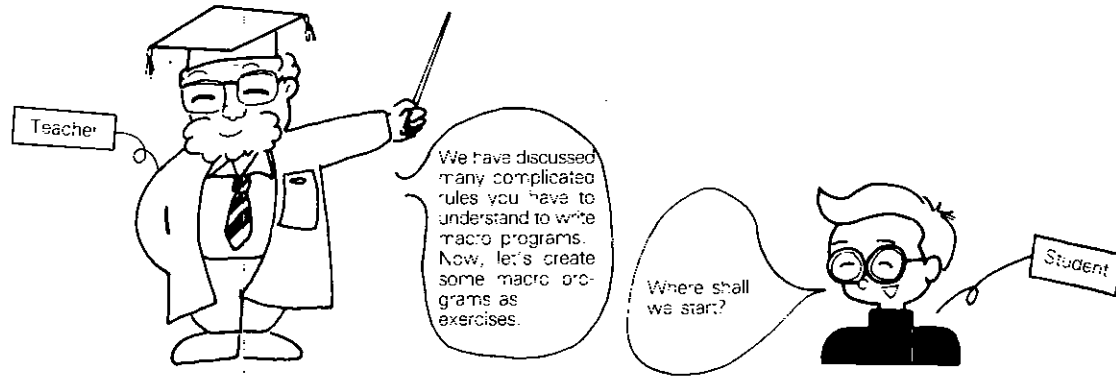 Teacher
We have discussed
many complicated
rules you have to
understand to write
macro programs.
Now, let's create
some macro pro-
grams as
exercises.
Where shall
we start?
Student